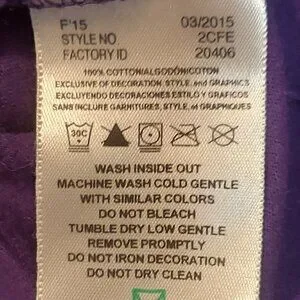 F'15 03/2015
STYLE NO 2CFE
FACTORY ID 20406
100% COTTON/ALGODÓN/COTON
EXCLUSIVE OF DECORATION, STYLE, and GRAPHICS
EXCLUYENDO DECORACIONES ESTILO Y GRAFICOS
SANS INCLURE GARNITURES, STYLE, et GRAPHIQUES
30C
WASH INSIDE OUT
MACHINE WASH COLD GENTLE
WITH SIMILAR COLORS
DO NOT BLEACH
TUMBLE DRY LOW GENTLE
REMOVE PROMPTLY
DO NOT IRON DECORATION
DO NOT DRY CLEAN